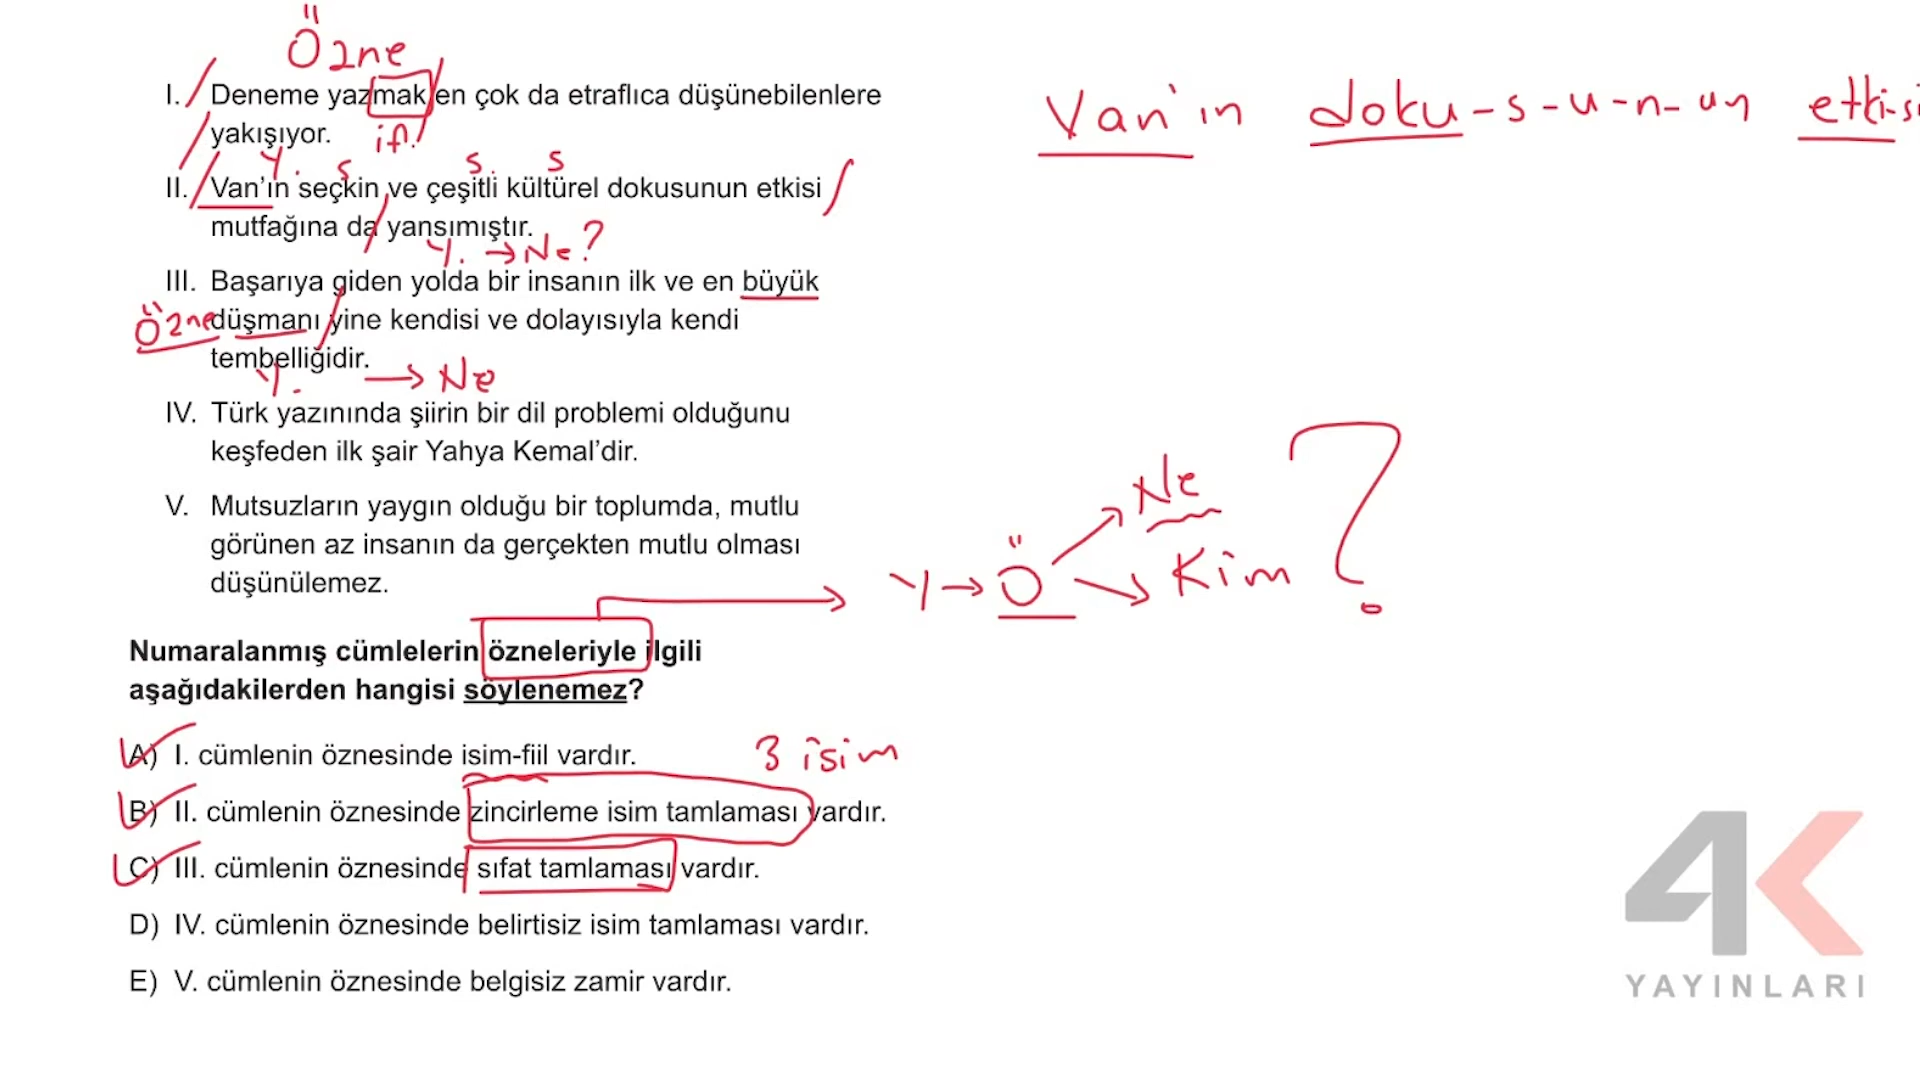 Özne
I. Deneme yazmak en çok da etraflıca düşünebilenlere
yakışıyor.
if.
Y. s s. s
II. Van'ın seçkin ve çeşitli kültürel dokusunun etkisi
mutfağına da yansımıştır.
Y. → Ne?
III. Başarıya giden yolda bir insanın ilk ve en büyük
Özne düşmanı yine kendisi ve dolayısıyla kendi
tembelliğidir.
Y. → Ne
IV. Türk yazınında şiirin bir dil problemi olduğunu
keşfeden ilk şair Yahya Kemal'dir.
V. Mutsuzların yaygın olduğu bir toplumda, mutlu
görünen az insanın da gerçekten mutlu olması
düşünülemez.
Numaralanmış cümlelerin özneleriyle ilgili
aşağıdakilerden hangisi söylenemez?
A) I. cümlenin öznesinde isim-fiil vardır.
3 isim
B) II. cümlenin öznesinde zincirleme isim tamlaması vardır.
C) III. cümlenin öznesinde sıfat tamlaması vardır.
D) IV. cümlenin öznesinde belirtisiz isim tamlaması vardır.
E) V. cümlenin öznesinde belgisiz zamir vardır.
Van'ın doku-s-u-n-un etki-si
Ne
Y → Ö → Kim ?
4K
YAYINLARI